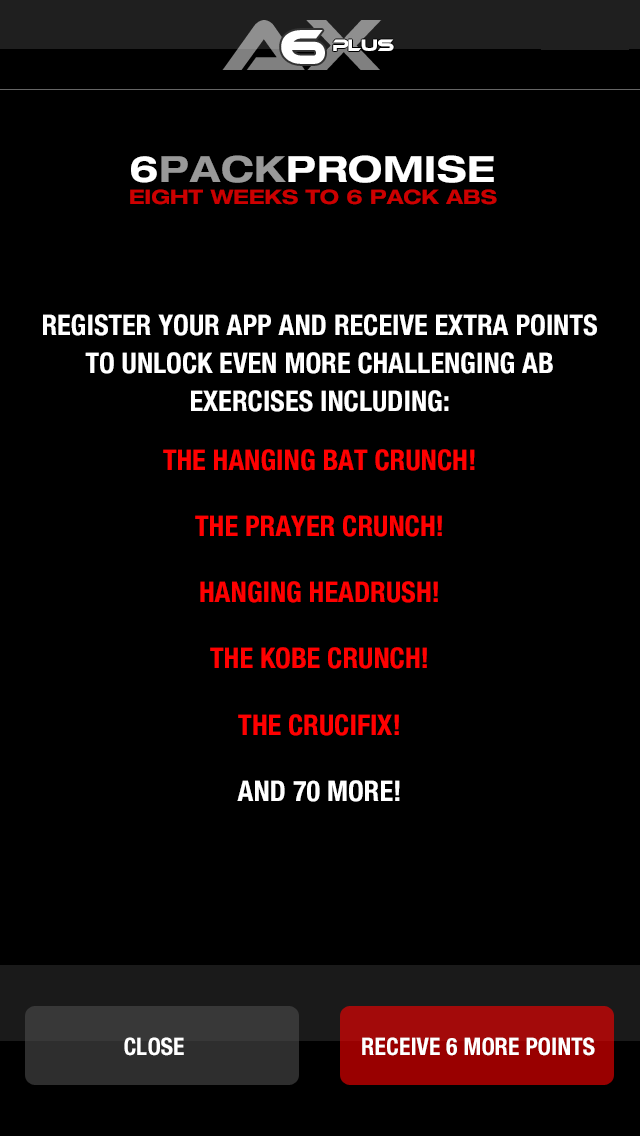 A6X PLUS
6PACKPROMISE
EIGHT WEEKS TO 6 PACK ABS
REGISTER YOUR APP AND RECEIVE EXTRA POINTS
TO UNLOCK EVEN MORE CHALLENGING AB
EXERCISES INCLUDING:
THE HANGING BAT CRUNCH!
THE PRAYER CRUNCH!
HANGING HEADRUSH!
THE KOBE CRUNCH!
THE CRUCIFIX!
AND 70 MORE!
CLOSE
RECEIVE 6 MORE POINTS